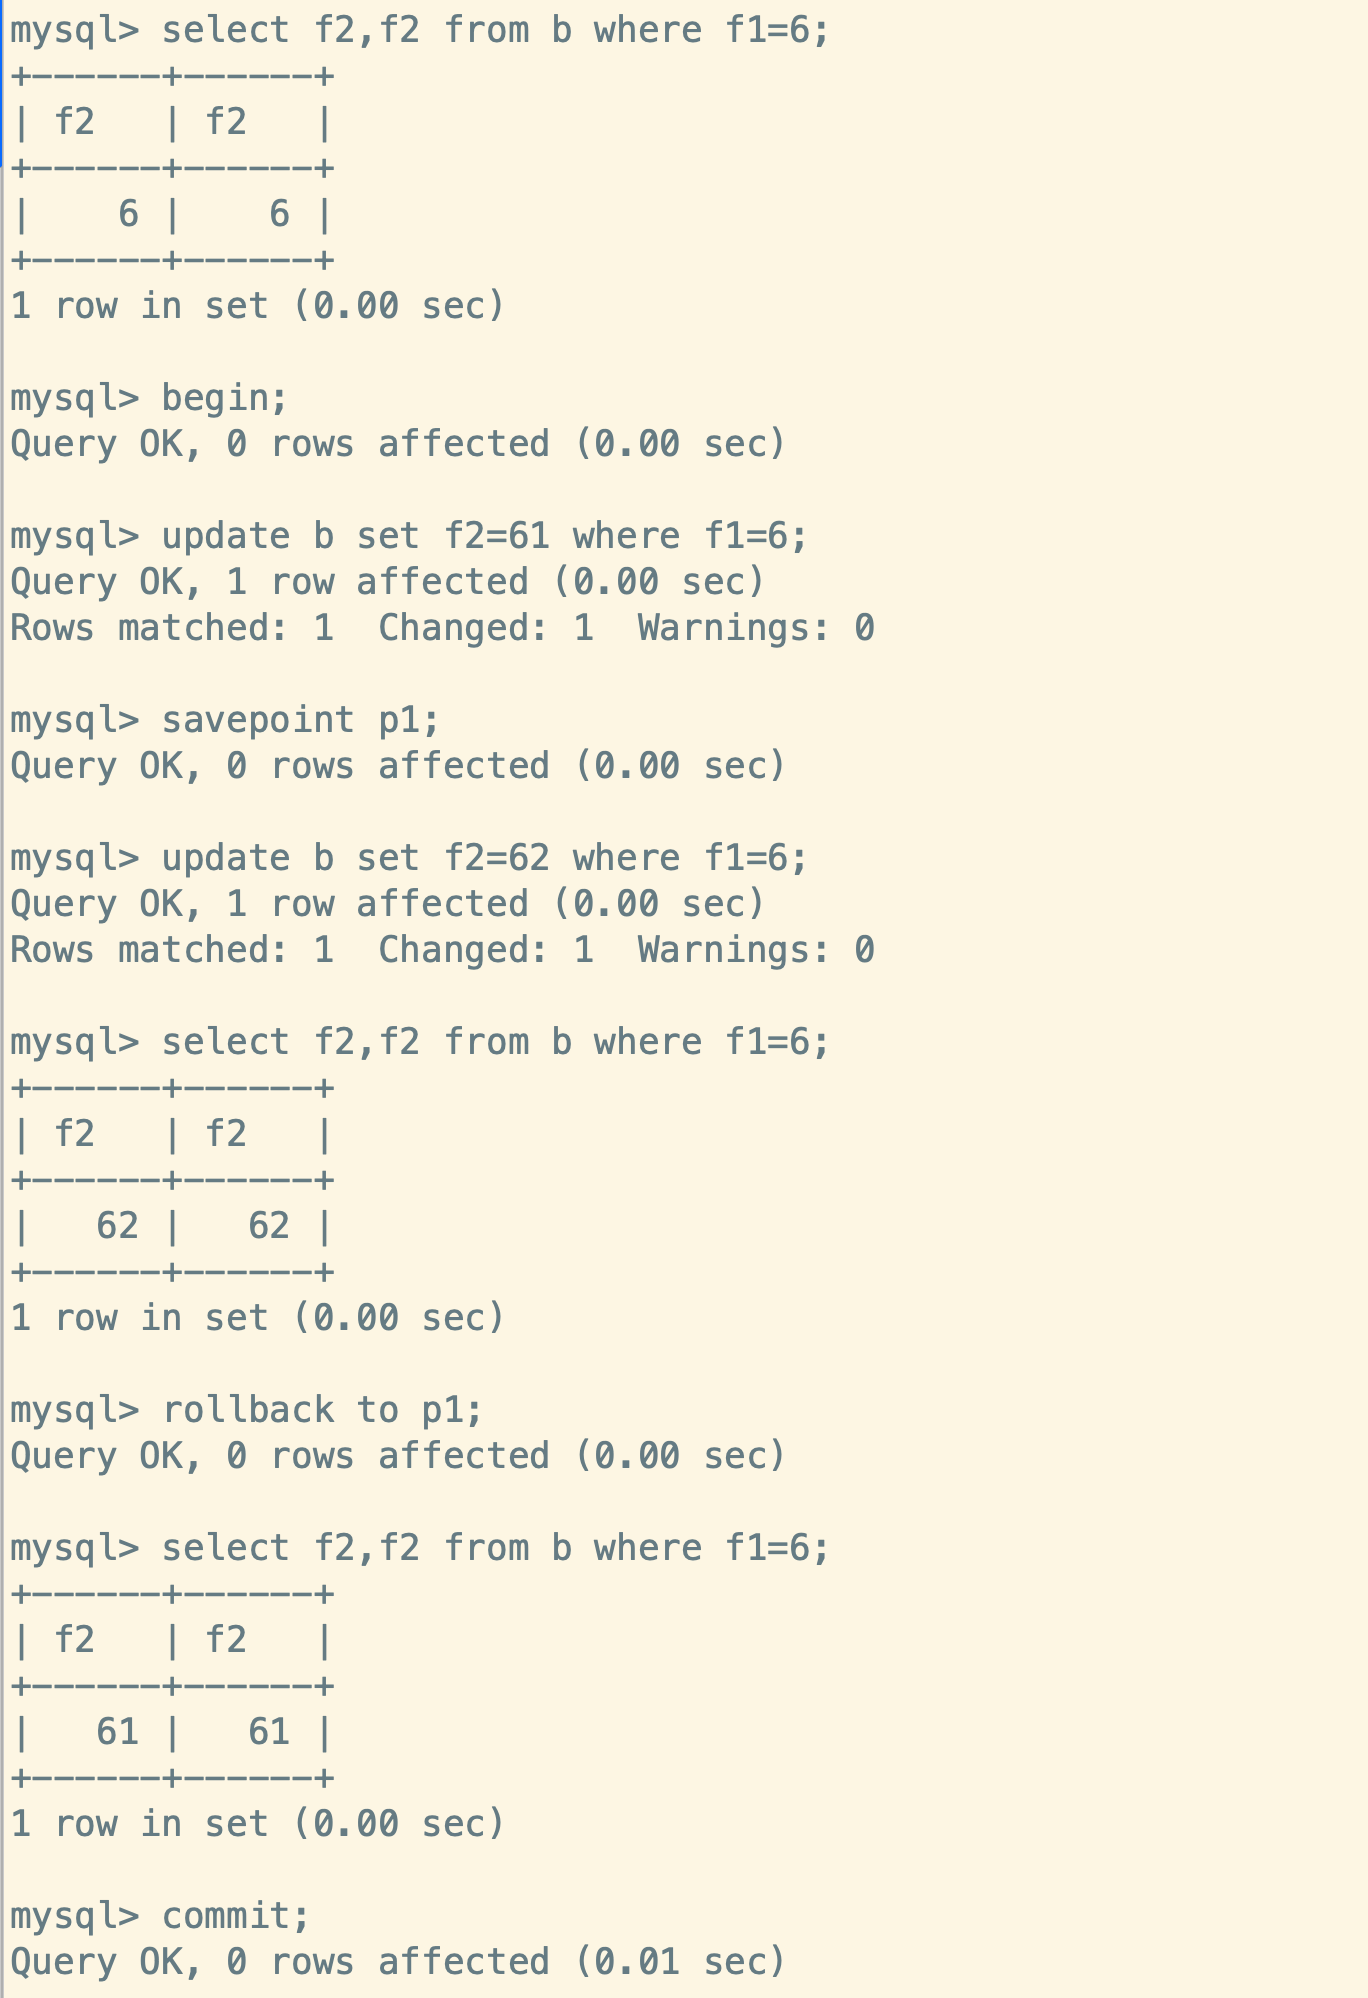 mysql> select f2,f2 from b where f1=6;
+------+------+
| f2   | f2   |
+------+------+
|    6 |    6 |
+------+------+
1 row in set (0.00 sec)

mysql> begin;
Query OK, 0 rows affected (0.00 sec)

mysql> update b set f2=61 where f1=6;
Query OK, 1 row affected (0.00 sec)
Rows matched: 1  Changed: 1  Warnings: 0

mysql> savepoint p1;
Query OK, 0 rows affected (0.00 sec)

mysql> update b set f2=62 where f1=6;
Query OK, 1 row affected (0.00 sec)
Rows matched: 1  Changed: 1  Warnings: 0

mysql> select f2,f2 from b where f1=6;
+------+------+
| f2   | f2   |
+------+------+
|   62 |   62 |
+------+------+
1 row in set (0.00 sec)

mysql> rollback to p1;
Query OK, 0 rows affected (0.00 sec)

mysql> select f2,f2 from b where f1=6;
+------+------+
| f2   | f2   |
+------+------+
|   61 |   61 |
+------+------+
1 row in set (0.00 sec)

mysql> commit;
Query OK, 0 rows affected (0.01 sec)